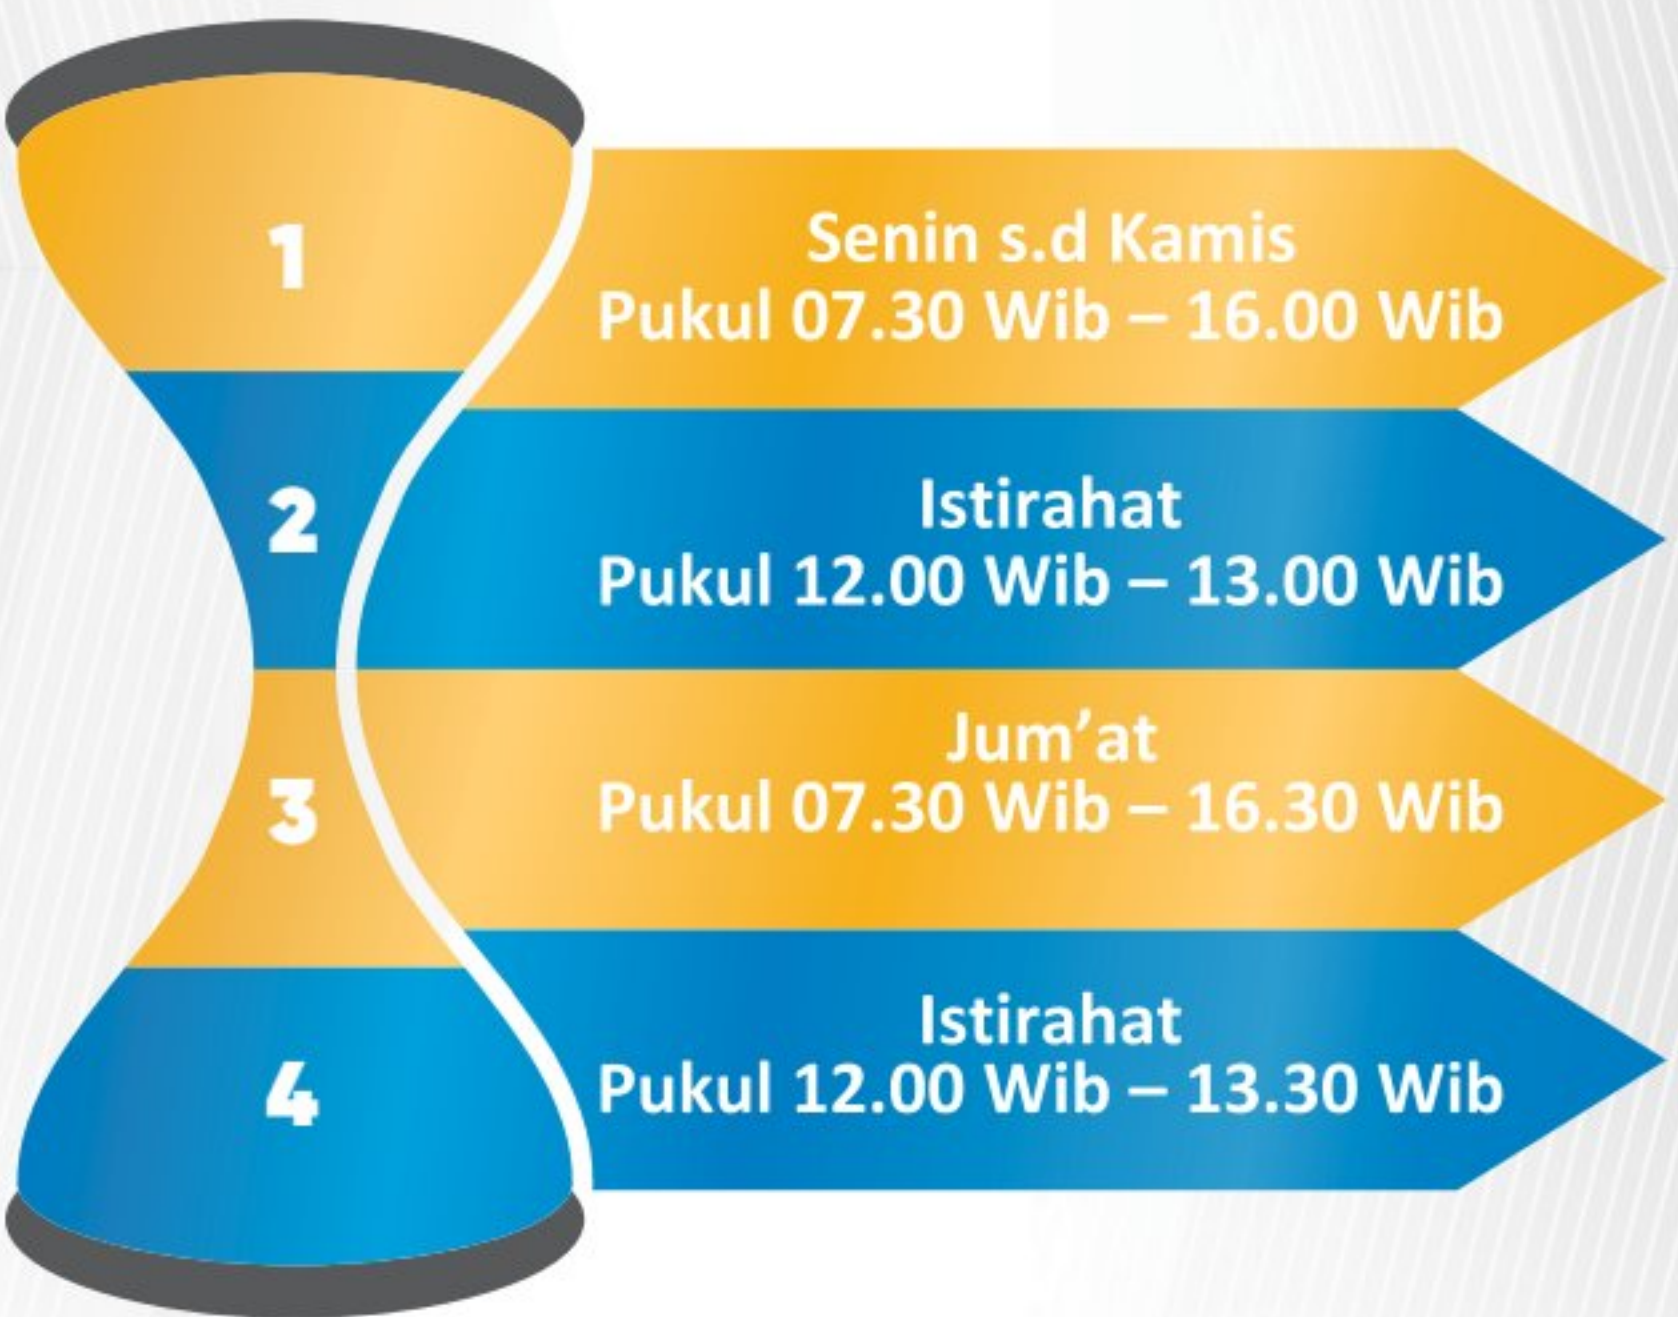 1
Senin s.d Kamis
Pukul 07.30 Wib – 16.00 Wib
2
Istirahat
Pukul 12.00 Wib – 13.00 Wib
3
Jum’at
Pukul 07.30 Wib – 16.30 Wib
4
Istirahat
Pukul 12.00 Wib – 13.30 Wib